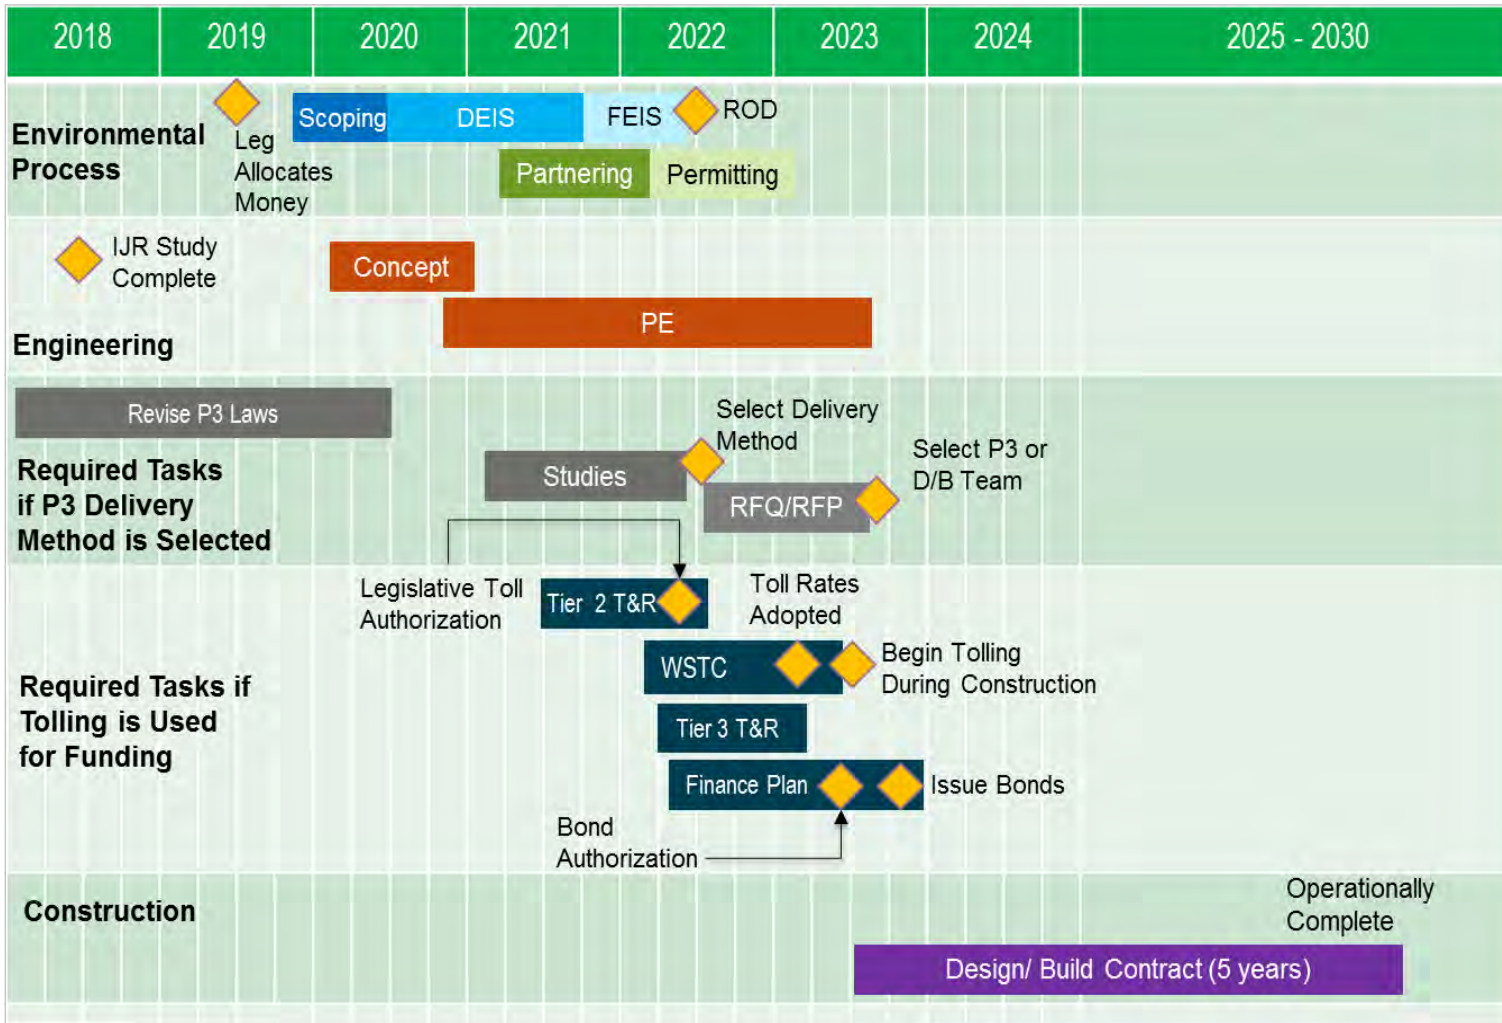 2018 2019 2020 2021 2022 2023 2024 2025 - 2030
Environmental
Process
Leg
Allocates
Money
Scoping DEIS FEIS ROD
Partnering Permitting
IJR Study
Complete
Concept
PE
Engineering
Revise P3 Laws
Required Tasks
if P3 Delivery
Method is Selected
Select Delivery
Method
Studies
Select P3 or
D/B Team
RFQ/RFP
Legislative Toll
Authorization
Tier 2 T&R
Toll Rates
Adopted
Required Tasks if
Tolling is Used
for Funding
WSTC
Begin Tolling
During Construction
Tier 3 T&R
Finance Plan
Issue Bonds
Bond
Authorization
Construction
Operationally
Complete
Design/ Build Contract (5 years)